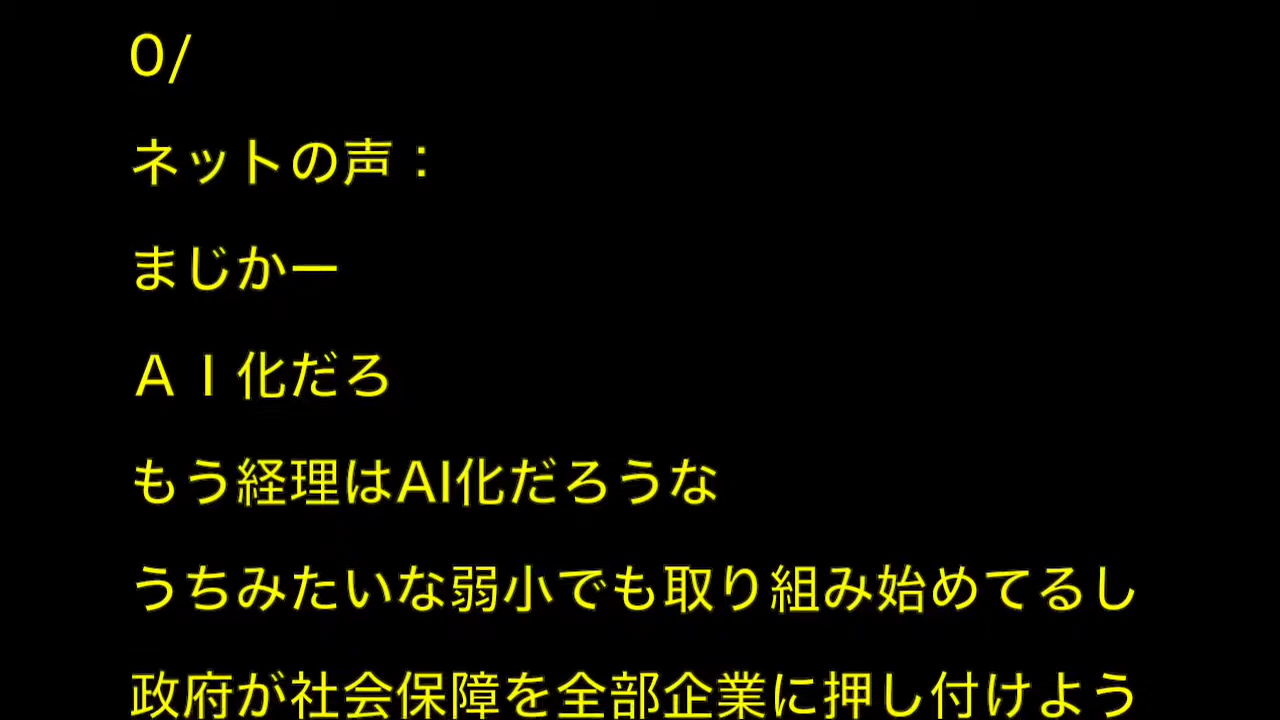 0/
ネットの声：
まじかー
ＡＩ化だろ
もう経理はAI化だろうな
うちみたいな弱小でも取り組み始めてるし
政府が社会保障を全部企業に押し付けよう